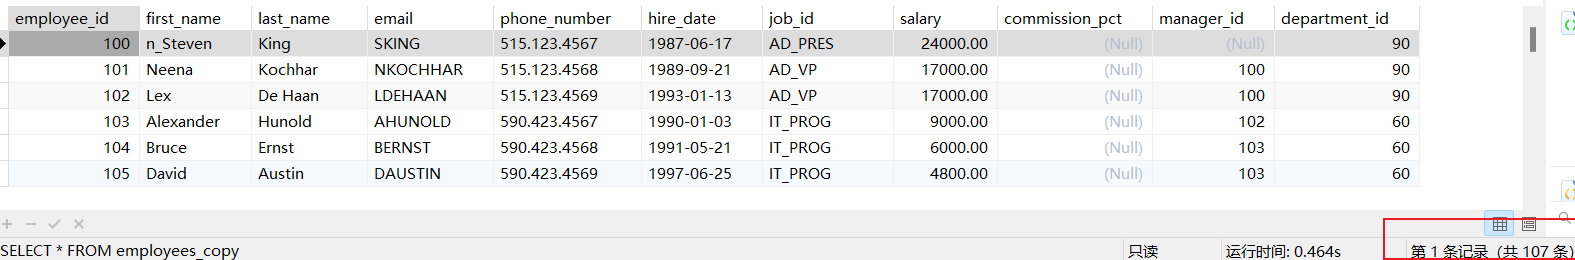 employee_id first_name last_name email phone_number hire_date job_id salary commission_pct manager_id department_id
100 n_Steven King SKING 515.123.4567 1987-06-17 AD_PRES 24000.00 (Null) (Null) 90
101 Neena Kochhar NKOCHHAR 515.123.4568 1989-09-21 AD_VP 17000.00 (Null) 100 90
102 Lex De Haan LDEHAAN 515.123.4569 1993-01-13 AD_VP 17000.00 (Null) 100 90
103 Alexander Hunold AHUNOLD 590.423.4567 1990-01-03 IT_PROG 9000.00 (Null) 102 60
104 Bruce Ernst BERNST 590.423.4568 1991-05-21 IT_PROG 6000.00 (Null) 103 60
105 David Austin DAUSTIN 590.423.4569 1997-06-25 IT_PROG 4800.00 (Null) 103 60
SELECT * FROM employees_copy 只读 运行时间: 0.464s 第 1 条记录 (共 107 条)